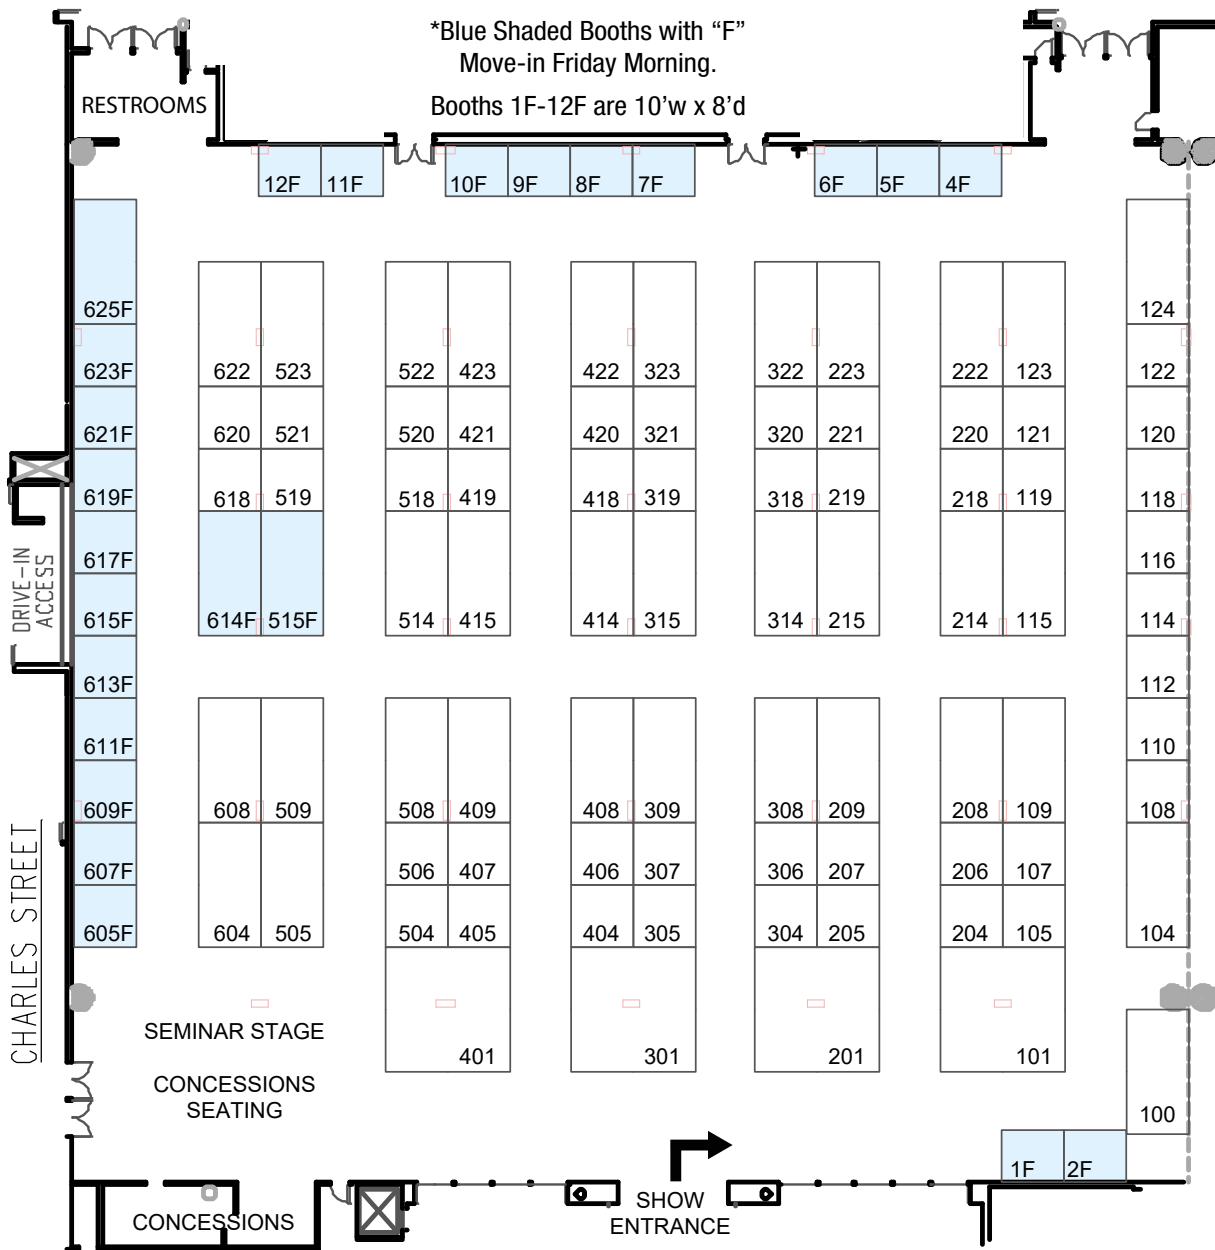 *Blue Shaded Booths with “F”
Move-in Friday Morning.
Booths 1F-12F are 10’w x 8’d
RESTROOMS
12F 11F 10F 9F 8F 7F 6F 5F 4F
625F 124
623F 622 523 522 423 422 323 322 223 222 123 122
621F 620 521 520 421 420 321 320 221 220 121 120
619F 618 519 518 419 418 319 318 219 218 119 118
617F 116
DRIVE-IN
ACCESS
615F 614F 515F 514 415 414 315 314 215 214 115 114
613F 112
611F 110
609F 608 509 508 409 408 309 308 209 208 109 108
607F 506 407 406 307 306 207 206 107
605F 604 505 504 405 404 305 304 205 204 105 104
CHARLES STREET
SEMINAR STAGE
401 301 201 101
CONCESSIONS
SEATING
100
1F 2F
CONCESSIONS
SHOW
ENTRANCE